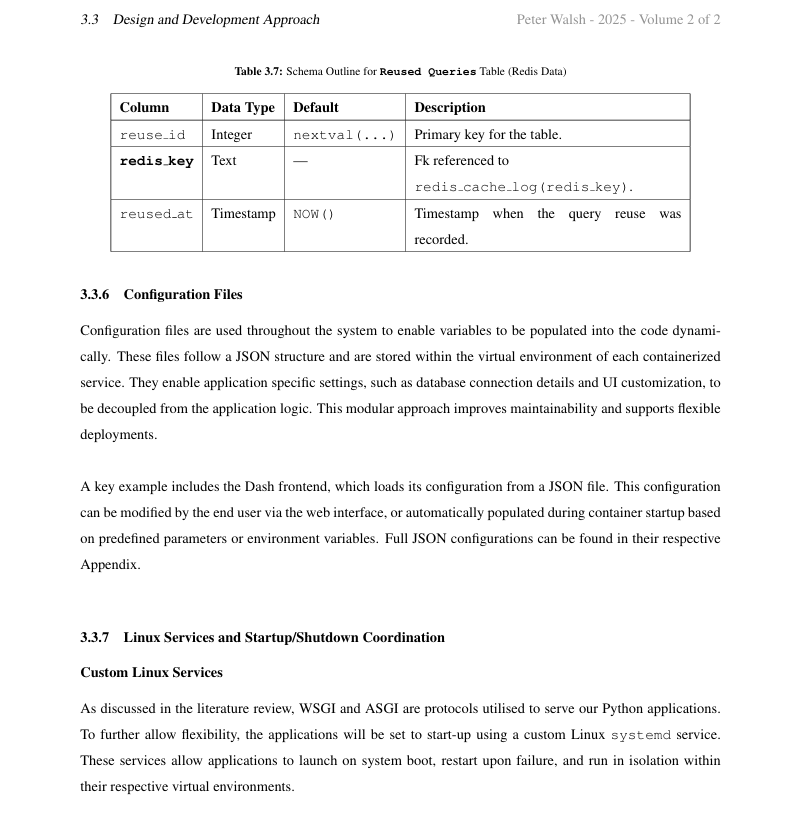 3.3 Design and Development Approach Peter Walsh - 2025 - Volume 2 of 2
Table 3.7: Schema Outline for Reused Queries Table (Redis Data)
Column Data Type Default Description
reuse_id Integer nextval(...) Primary key for the table.
redis_key Text — Fk referenced to
redis_cache_log(redis_key).
reused_at Timestamp NOW() Timestamp when the query reuse was
recorded.
3.3.6 Configuration Files
Configuration files are used throughout the system to enable variables to be populated into the code dynami-
cally. These files follow a JSON structure and are stored within the virtual environment of each containerized
service. They enable application specific settings, such as database connection details and UI customization, to
be decoupled from the application logic. This modular approach improves maintainability and supports flexible
deployments.
A key example includes the Dash frontend, which loads its configuration from a JSON file. This configuration
can be modified by the end user via the web interface, or automatically populated during container startup based
on predefined parameters or environment variables. Full JSON configurations can be found in their respective
Appendix.
3.3.7 Linux Services and Startup/Shutdown Coordination
Custom Linux Services
As discussed in the literature review, WSGI and ASGI are protocols utilised to serve our Python applications.
To further allow flexibility, the applications will be set to start-up using a custom Linux systemd service.
These services allow applications to launch on system boot, restart upon failure, and run in isolation within
their respective virtual environments.